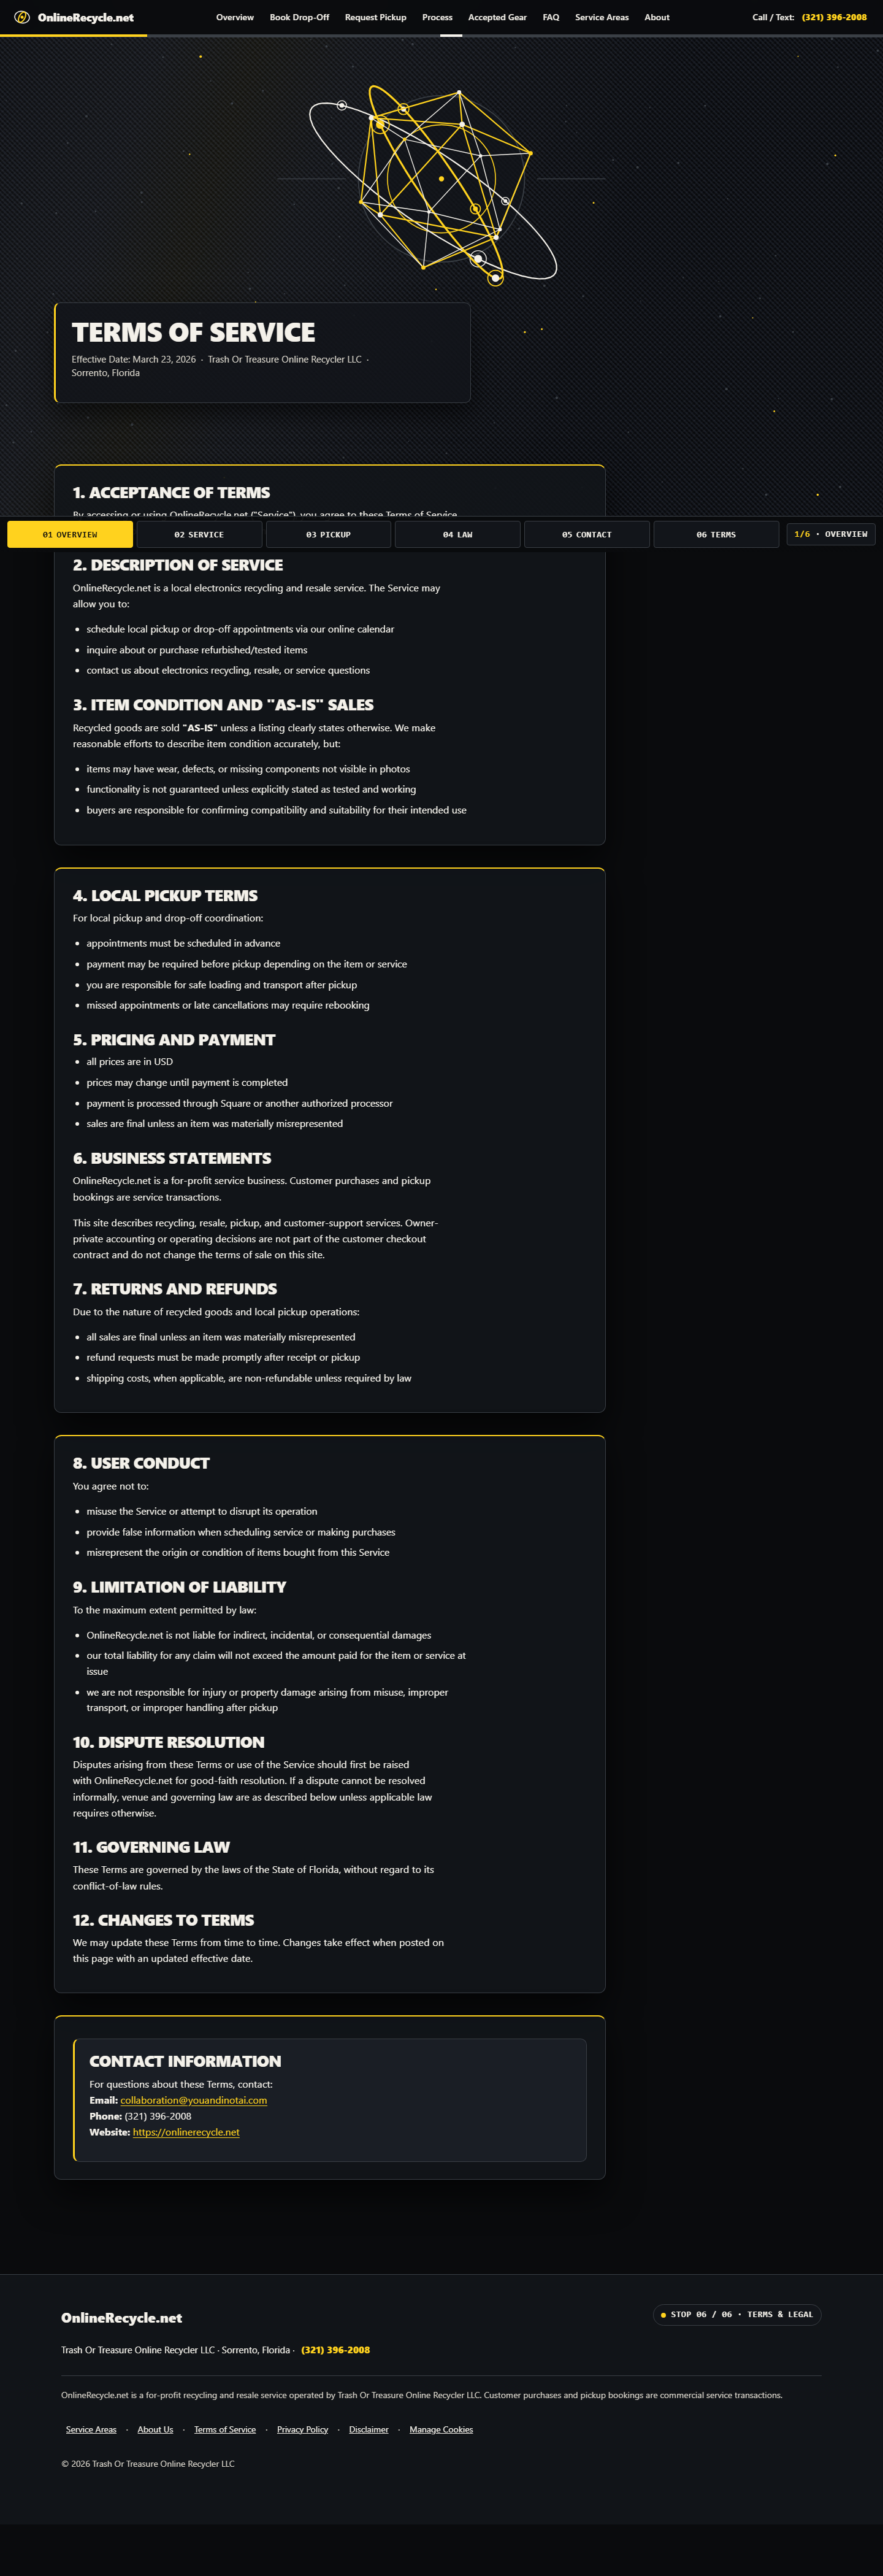 OnlineRecycle.net
Overview Book Drop-Off Request Pickup Process Accepted Gear FAQ Service Areas About
Call / Text: (321) 396-2008
TERMS OF SERVICE
Effective Date: March 23, 2026 · Trash Or Treasure Online Recycler LLC ·
Sorrento, Florida
1. ACCEPTANCE OF TERMS
By accessing or using OnlineRecycle.net ("Service"), you agree to these Terms of Service.
01 OVERVIEW 02 SERVICE 03 PICKUP 04 LAW 05 CONTACT 06 TERMS 1/6 · OVERVIEW
2. DESCRIPTION OF SERVICE
OnlineRecycle.net is a local electronics recycling and resale service. The Service may
allow you to:
• schedule local pickup or drop-off appointments via our online calendar
• inquire about or purchase refurbished/tested items
• contact us about electronics recycling, resale, or service questions
3. ITEM CONDITION AND "AS-IS" SALES
Recycled goods are sold "AS-IS" unless a listing clearly states otherwise. We make
reasonable efforts to describe item condition accurately, but:
• items may have wear, defects, or missing components not visible in photos
• functionality is not guaranteed unless explicitly stated as tested and working
• buyers are responsible for confirming compatibility and suitability for their intended use
4. LOCAL PICKUP TERMS
For local pickup and drop-off coordination:
• appointments must be scheduled in advance
• payment may be required before pickup depending on the item or service
• you are responsible for safe loading and transport after pickup
• missed appointments or late cancellations may require rebooking
5. PRICING AND PAYMENT
• all prices are in USD
• prices may change until payment is completed
• payment is processed through Square or another authorized processor
• sales are final unless an item was materially misrepresented
6. BUSINESS STATEMENTS
OnlineRecycle.net is a for-profit service business. Customer purchases and pickup
bookings are service transactions.
This site describes recycling, resale, pickup, and customer-support services. Owner-
private accounting or operating decisions are not part of the customer checkout
contract and do not change the terms of sale on this site.
7. RETURNS AND REFUNDS
Due to the nature of recycled goods and local pickup operations:
• all sales are final unless an item was materially misrepresented
• refund requests must be made promptly after receipt or pickup
• shipping costs, when applicable, are non-refundable unless required by law
8. USER CONDUCT
You agree not to:
• misuse the Service or attempt to disrupt its operation
• provide false information when scheduling service or making purchases
• misrepresent the origin or condition of items bought from this Service
9. LIMITATION OF LIABILITY
To the maximum extent permitted by law:
• OnlineRecycle.net is not liable for indirect, incidental, or consequential damages
• our total liability for any claim will not exceed the amount paid for the item or service at
issue
• we are not responsible for injury or property damage arising from misuse, improper
transport, or improper handling after pickup
10. DISPUTE RESOLUTION
Disputes arising from these Terms or use of the Service should first be raised
with OnlineRecycle.net for good-faith resolution. If a dispute cannot be resolved
informally, venue and governing law are as described below unless applicable law
requires otherwise.
11. GOVERNING LAW
These Terms are governed by the laws of the State of Florida, without regard to its
conflict-of-law rules.
12. CHANGES TO TERMS
We may update these Terms from time to time. Changes take effect when posted on
this page with an updated effective date.
CONTACT INFORMATION
For questions about these Terms, contact:
Email: collaboration@youandinotai.com
Phone: (321) 396-2008
Website: https://onlinerecycle.net
OnlineRecycle.net
STOP 06 / 06 · TERMS & LEGAL
Trash Or Treasure Online Recycler LLC · Sorrento, Florida · (321) 396-2008
OnlineRecycle.net is a for-profit recycling and resale service operated by Trash Or Treasure Online Recycler LLC. Customer purchases and pickup bookings are commercial service transactions.
Service Areas · About Us · Terms of Service · Privacy Policy · Disclaimer · Manage Cookies
© 2026 Trash Or Treasure Online Recycler LLC